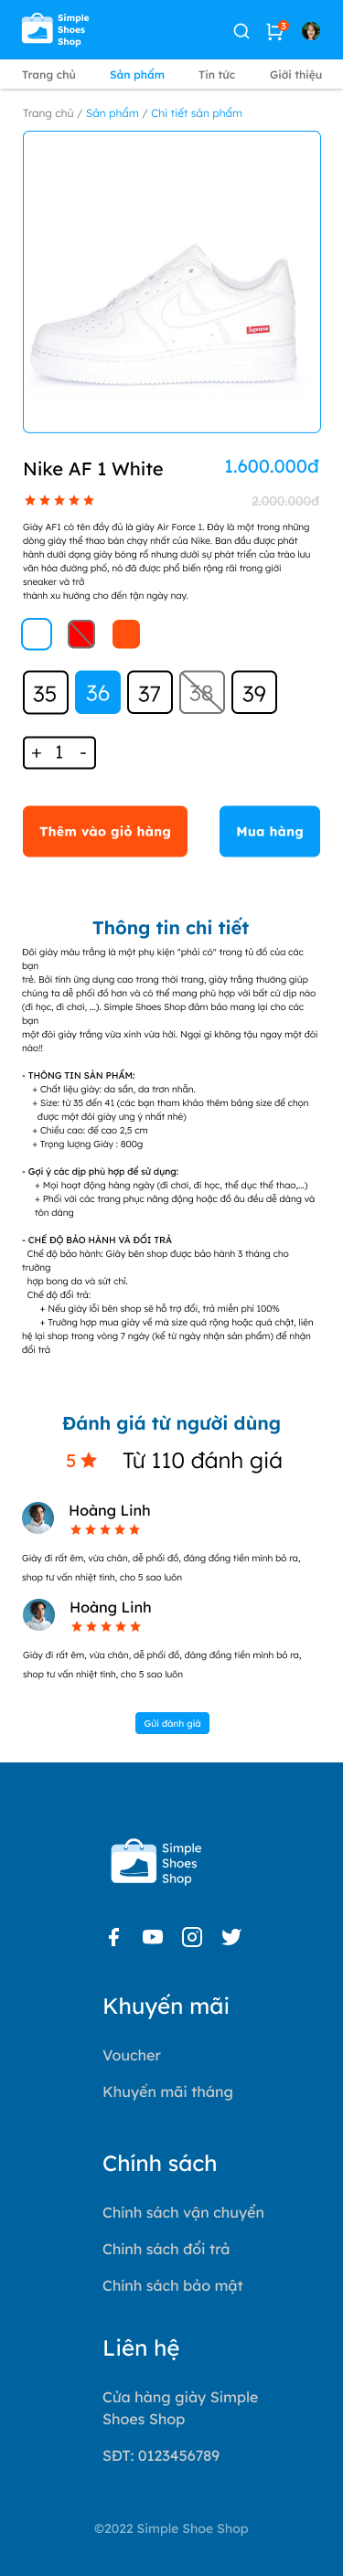 Simple
Shoes
Shop
3
Trang chủ Sản phẩm Tin tức Giới thiệu
Trang chủ / Sản phẩm / Chi tiết sản phẩm
Supreme
Nike AF 1 White 1.600.000đ
2.000.000đ
Giày AF1 có tên đầy đủ là giày Air Force 1. Đây là một trong những
dòng giày thể thao bán chạy nhất của Nike. Ban đầu được phát
hành dưới dạng giày bóng rổ nhưng dưới sự phát triển của trào lưu
văn hóa đường phố, nó đã được phổ biến rộng rãi trong giới
sneaker và trở
thành xu hướng cho đến tận ngày nay.
35 36 37 38 39
+ 1 -
Thêm vào giỏ hàng Mua hàng
Thông tin chi tiết
Đôi giày màu trắng là một phụ kiện "phải có" trong tủ đồ của các
bạn
trẻ. Bởi tính ứng dụng cao trong thời trang, giày trắng thường giúp
chúng ta dễ phối đồ hơn và có thể mang phù hợp với bất cứ dịp nào
(đi học, đi chơi, ...). Simple Shoes Shop đảm bảo mang lại cho các
bạn
một đôi giày trắng vừa xinh vừa hời. Ngại gì không tậu ngay một đôi
nào!!
- THÔNG TIN SẢN PHẨM:
+ Chất liệu giày: da sần, da trơn nhẵn.
+ Size: từ 35 đến 41 (các bạn tham khảo thêm bảng size để chọn
được một đôi giày ưng ý nhất nhé)
+ Chiều cao: đế cao 2,5 cm
+ Trọng lượng Giày : 800g
- Gợi ý các dịp phù hợp để sử dụng:
+ Mọi hoạt động hàng ngày (đi chơi, đi học, thể dục thể thao,...)
+ Phối với các trang phục năng động hoặc đồ âu đều dễ dàng và
tôn dáng
- CHẾ ĐỘ BẢO HÀNH VÀ ĐỔI TRẢ
Chế độ bảo hành: Giày bên shop được bảo hành 3 tháng cho
trường
hợp bong da và sứt chỉ.
Chế độ đổi trả:
+ Nếu giày lỗi bên shop sẽ hỗ trợ đổi, trả miễn phí 100%
+ Trường hợp mua giày về mà size quá rộng hoặc quá chật, liên
hệ lại shop trong vòng 7 ngày (kể từ ngày nhận sản phẩm) để nhận
đổi trả
Đánh giá từ người dùng
5 Từ 110 đánh giá
Hoàng Linh
Giày đi rất êm, vừa chân, dễ phối đồ, đáng đồng tiền mình bỏ ra,
shop tư vấn nhiệt tình, cho 5 sao luôn
Hoàng Linh
Giày đi rất êm, vừa chân, dễ phối đồ, đáng đồng tiền mình bỏ ra,
shop tư vấn nhiệt tình, cho 5 sao luôn
Gửi đánh giá
Simple
Shoes
Shop
Khuyến mãi
Voucher
Khuyến mãi tháng
Chính sách
Chính sách vận chuyển
Chính sách đổi trả
Chính sách bảo mật
Liên hệ
Cửa hàng giày Simple
Shoes Shop
SĐT: 0123456789
©2022 Simple Shoe Shop